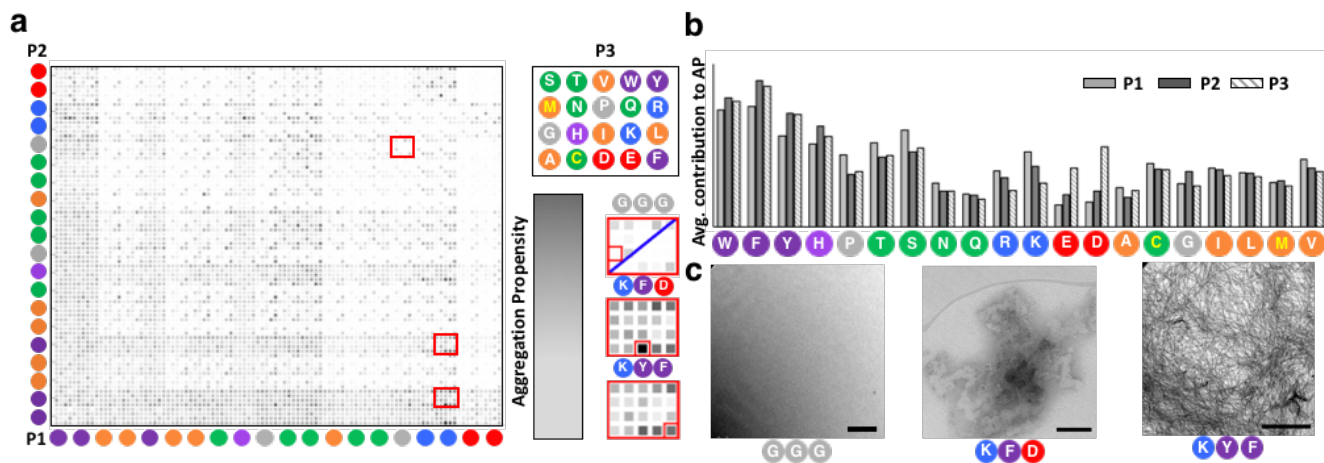 a
P2
P1
P3
S T V W Y
M N P Q R
G H I K L
A C D E F
Aggregation Propensity
G G G
K F D
K Y F
b
Avg. contribution to AP
P1 P2 P3
W F Y H P T S N Q R K E D A C G I L M V
c
G G G
K F D
K Y F